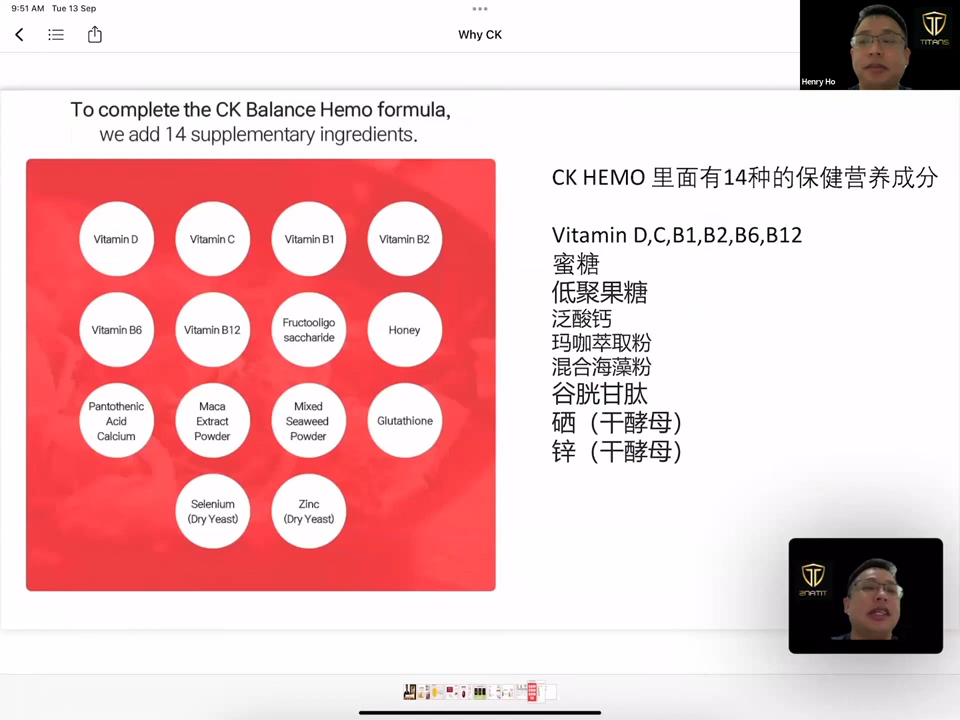 9:51 AM Tue 13 Sep
Why CK
TITANS
Henry Ho
To complete the CK Balance Hemo formula,
we add 14 supplementary ingredients.
Vitamin D
Vitamin C
Vitamin B1
Vitamin B2
Vitamin B6
Vitamin B12
Fructooligo
saccharide
Honey
Pantothenic
Acid
Calcium
Maca
Extract
Powder
Mixed
Seaweed
Powder
Glutathione
Selenium
(Dry Yeast)
Zinc
(Dry Yeast)
CK HEMO 里面有14种的保健营养成分
Vitamin D,C,B1,B2,B6,B12
蜜糖
低聚果糖
泛酸钙
玛咖萃取粉
混合海藻粉
谷胱甘肽
硒（干酵母）
锌（干酵母）
TITANS